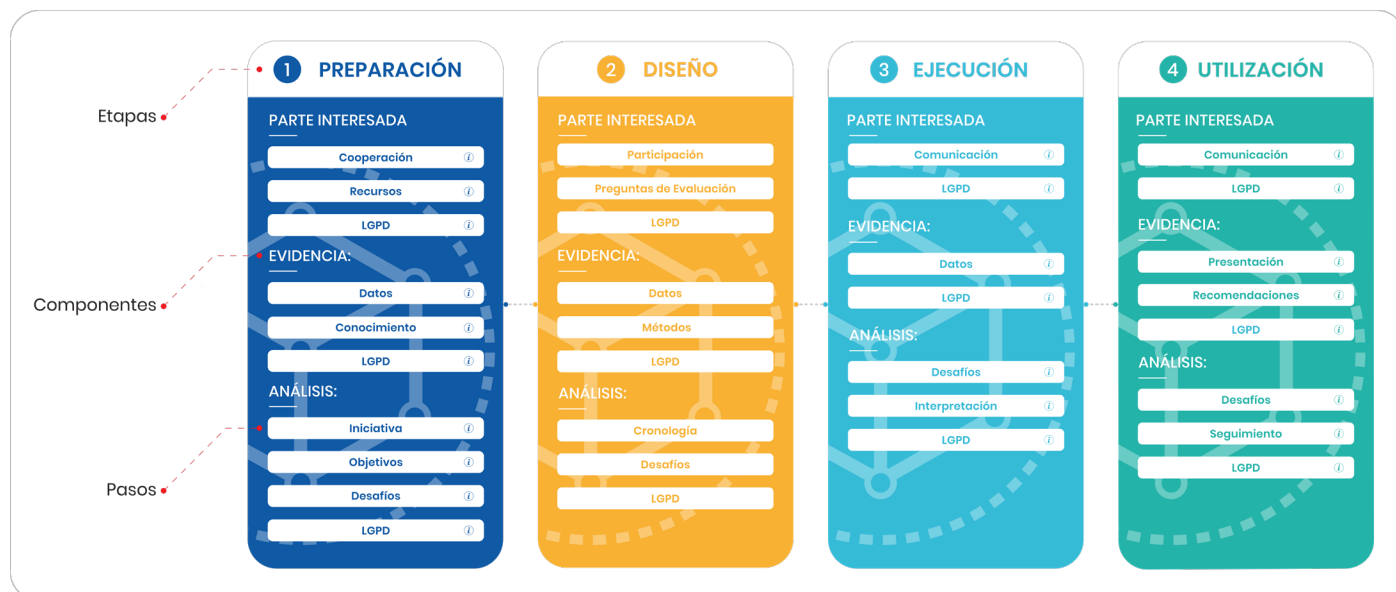 Etapas
Componentes
Pasos
1 PREPARACIÓN
PARTE INTERESADA
Cooperación i
Recursos i
LGPD i
EVIDENCIA:
Datos i
Conocimiento i
LGPD i
ANÁLISIS:
Iniciativa i
Objetivos i
Desafíos i
LGPD i
2 DISEÑO
PARTE INTERESADA
Participación
Preguntas de Evaluación
LGPD
EVIDENCIA:
Datos
Métodos
LGPD
ANÁLISIS:
Cronología
Desafíos
LGPD
3 EJECUCIÓN
PARTE INTERESADA
Comunicación i
LGPD i
EVIDENCIA:
Datos i
LGPD i
ANÁLISIS:
Desafíos i
Interpretación i
LGPD i
4 UTILIZACIÓN
PARTE INTERESADA
Comunicación i
LGPD i
EVIDENCIA:
Presentación i
Recomendaciones i
LGPD i
ANÁLISIS:
Desafíos i
Seguimiento i
LGPD i